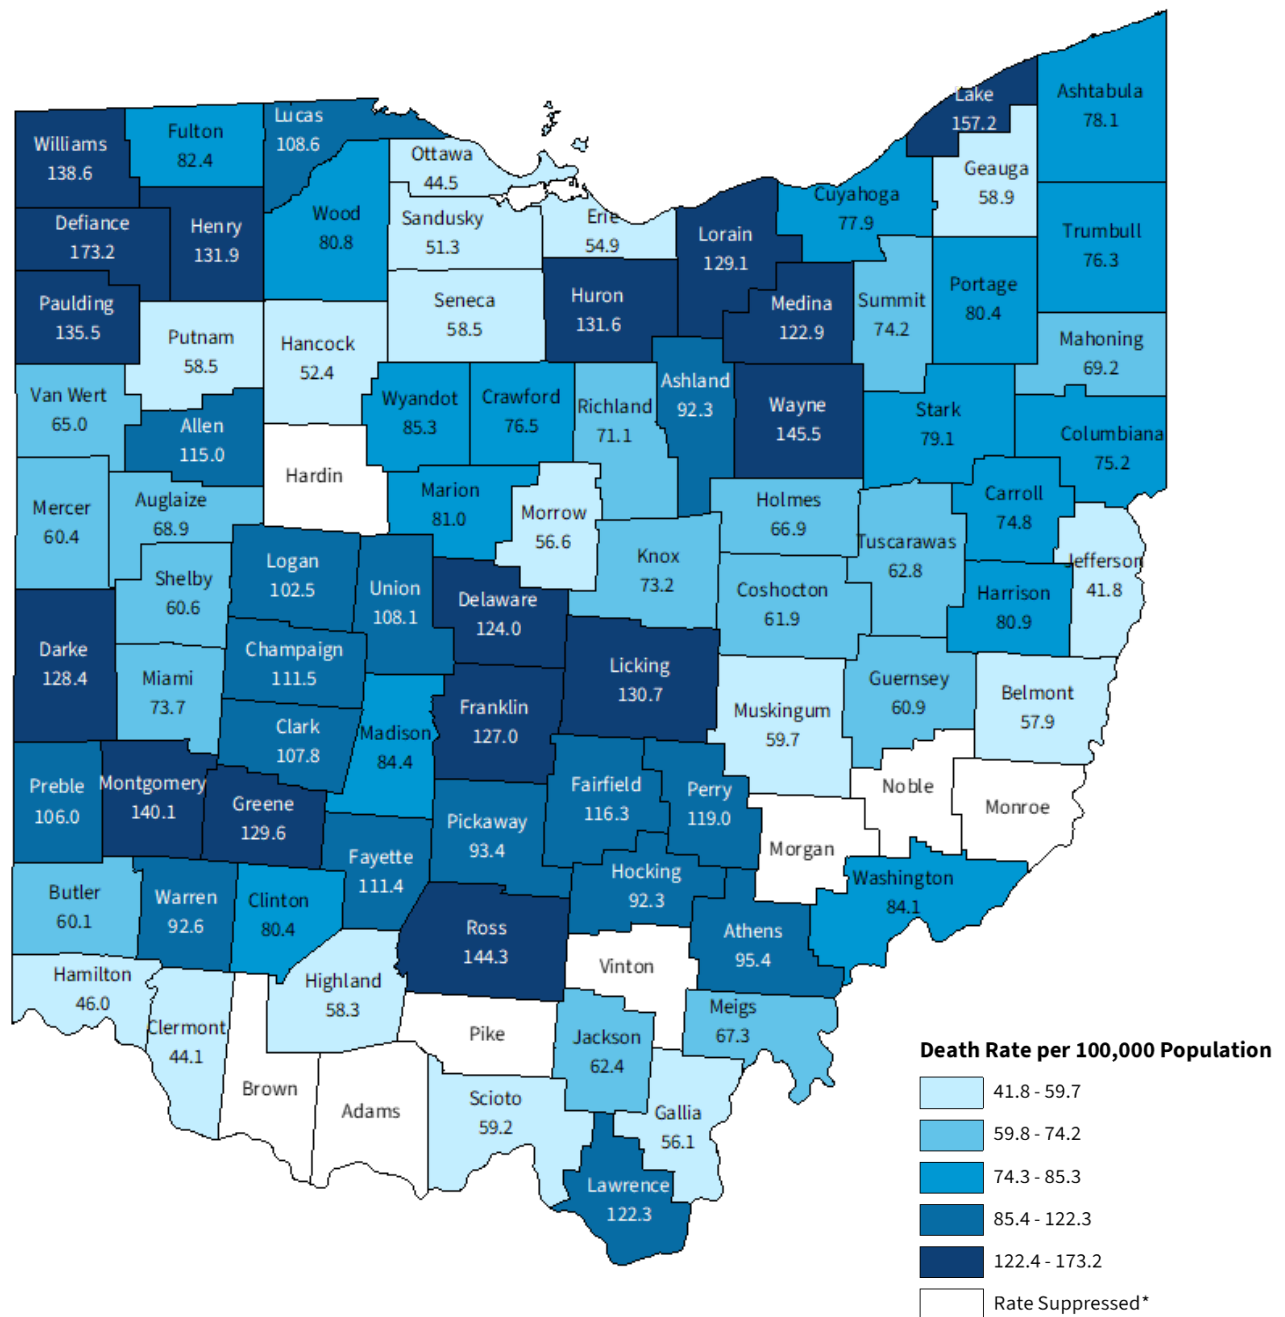 Lake
157.2
Ashtabula
78.1
Williams
138.6
Fulton
82.4
Lucas
108.6
Ottawa
44.5
Geauga
58.9
Cuyahoga
77.9
Defiance
173.2
Henry
131.9
Wood
80.8
Sandusky
51.3
Erie
54.9
Lorain
129.1
Trumbull
76.3
Paulding
135.5
Putnam
58.5
Hancock
52.4
Seneca
58.5
Huron
131.6
Medina
122.9
Summit
74.2
Portage
80.4
Mahoning
69.2
Van Wert
65.0
Allen
115.0
Wyandot
85.3
Crawford
76.5
Richland
71.1
Ashland
92.3
Wayne
145.5
Stark
79.1
Columbiana
75.2
Hardin
Mercer
60.4
Auglaize
68.9
Marion
81.0
Morrow
56.6
Holmes
66.9
Tuscarawas
62.8
Carroll
74.8
Jefferson
41.8
Shelby
60.6
Logan
102.5
Union
108.1
Delaware
124.0
Knox
73.2
Coshocton
61.9
Harrison
80.9
Darke
128.4
Miami
73.7
Champaign
111.5
Licking
130.7
Guernsey
60.9
Belmont
57.9
Clark
107.8
Madison
84.4
Franklin
127.0
Muskingum
59.7
Preble
106.0
Montgomery
140.1
Greene
129.6
Fairfield
116.3
Perry
119.0
Noble
Monroe
Pickaway
93.4
Morgan
Fayette
111.4
Hocking
92.3
Washington
84.1
Butler
60.1
Warren
92.6
Clinton
80.4
Ross
144.3
Athens
95.4
Vinton
Hamilton
46.0
Highland
58.3
Clermont
44.1
Pike
Jackson
62.4
Meigs
67.3
Brown
Adams
Scioto
59.2
Gallia
56.1
Lawrence
122.3
Death Rate per 100,000 Population
41.8 - 59.7
59.8 - 74.2
74.3 - 85.3
85.4 - 122.3
122.4 - 173.2
Rate Suppressed*